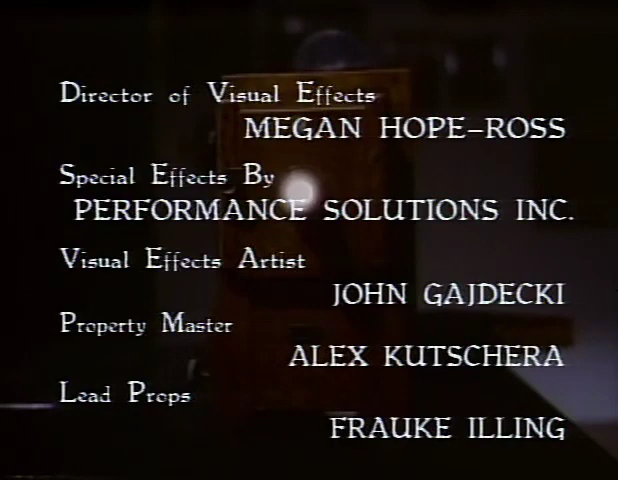 Director of Visual Effects
MEGAN HOPE-ROSS
Special Effects By
PERFORMANCE SOLUTIONS INC.
Visual Effects Artist
JOHN GAJDECKI
Property Master
ALEX KUTSCHERA
Lead Props
FRAUKE ILLING